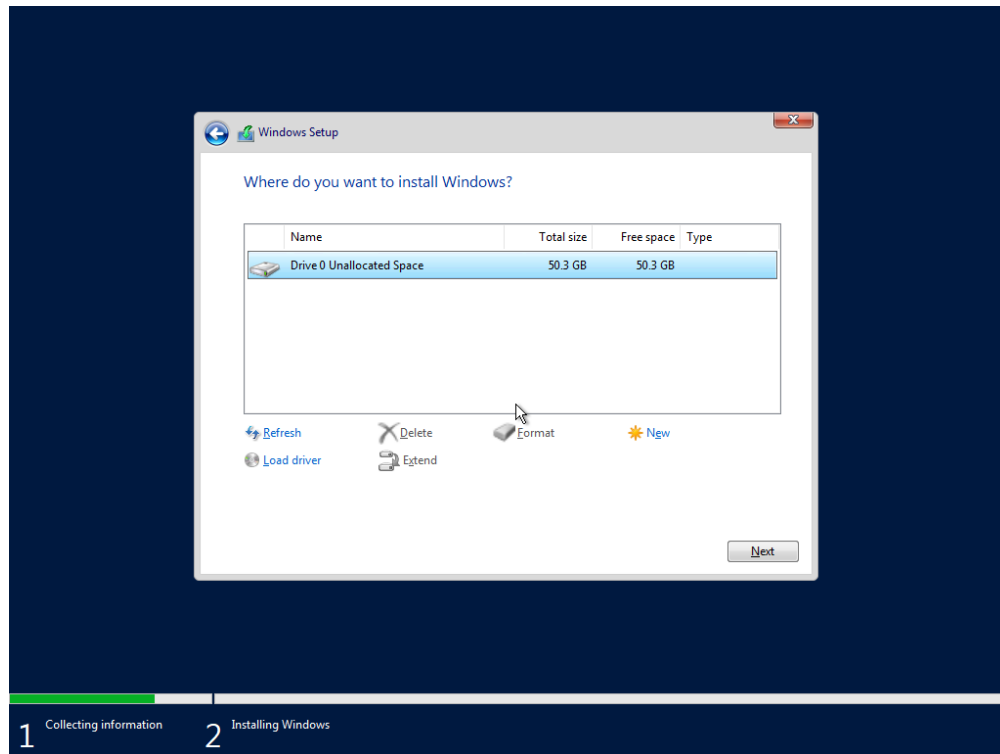 Windows Setup
Where do you want to install Windows?
Name Total size Free space Type
Drive 0 Unallocated Space 50.3 GB 50.3 GB
Refresh Delete Format New
Load driver Extend
Next
1 Collecting information 2 Installing Windows